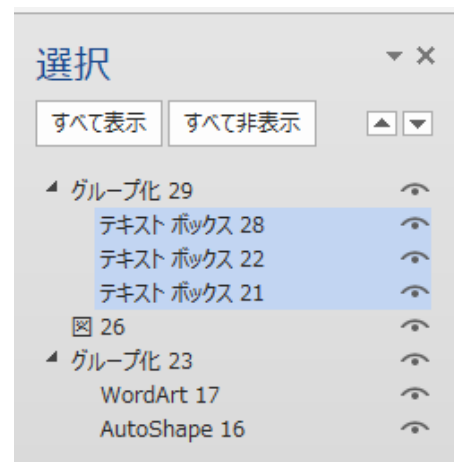 選択
すべて表示 すべて非表示
グループ化 29
テキスト ボックス 28
テキスト ボックス 22
テキスト ボックス 21
図 26
グループ化 23
WordArt 17
AutoShape 16